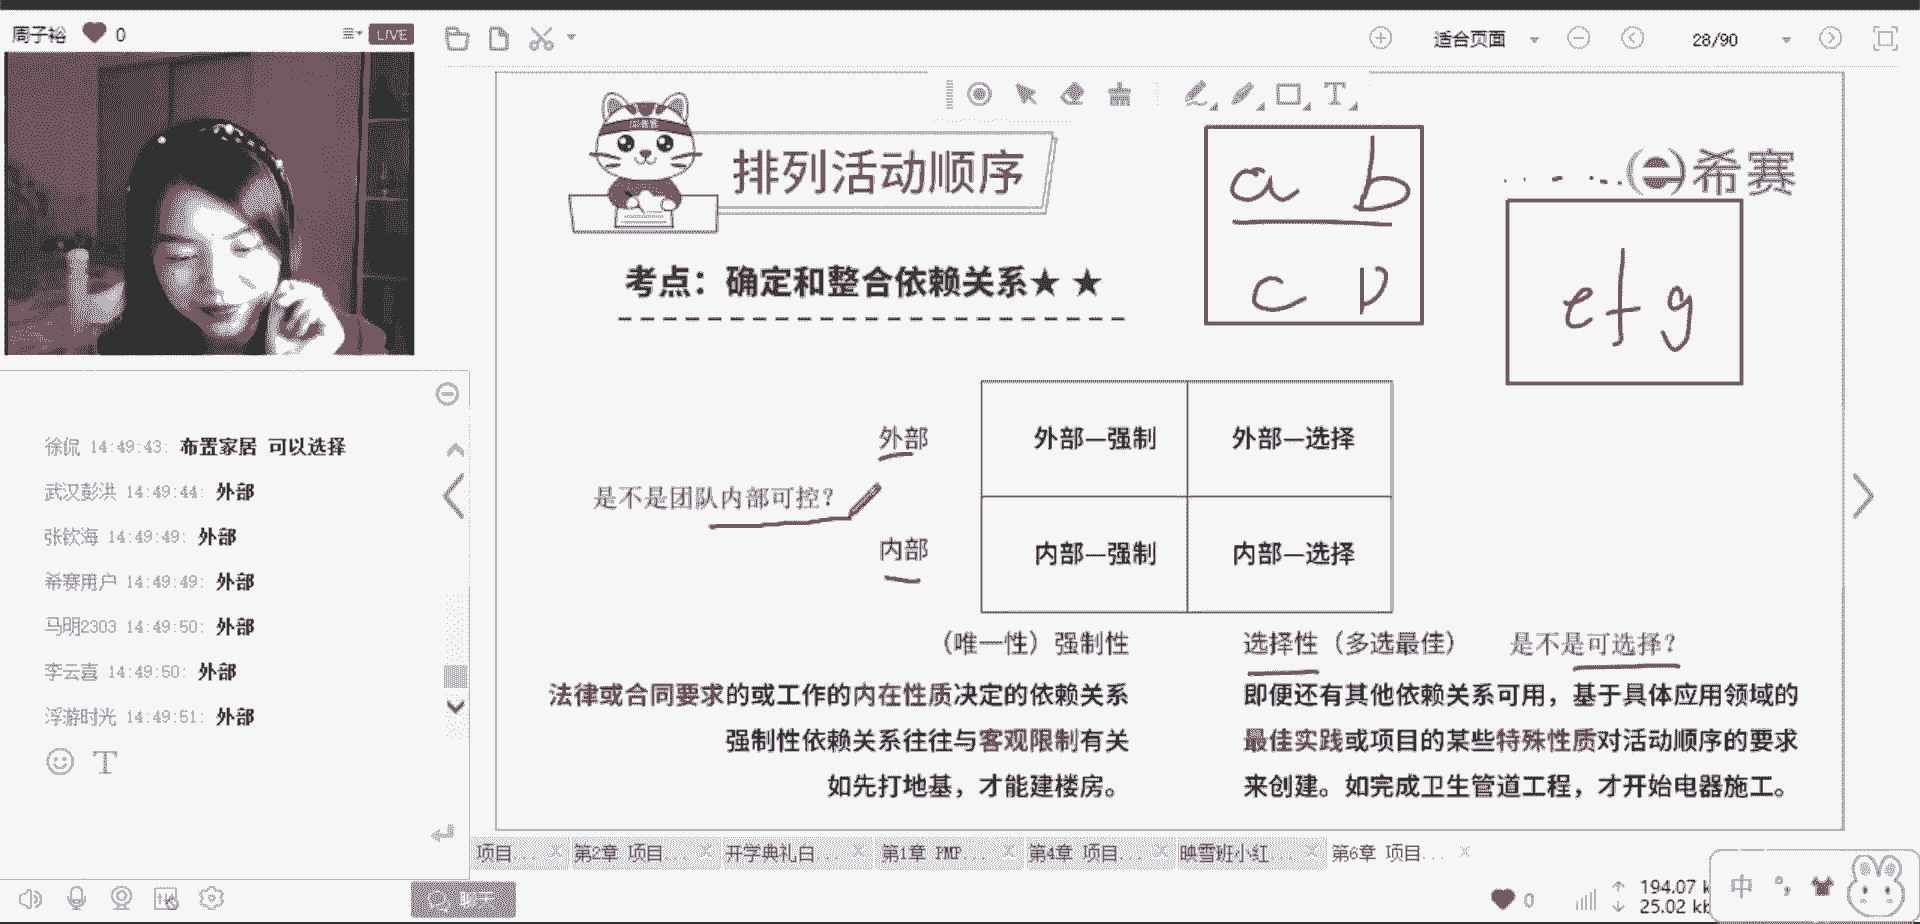 周子裕 0 LIVE
适合页面 28/90
排列活动顺序
a b
c D
希赛
e f g
考点：确定和整合依赖关系★ ★
外部
外部—强制 外部—选择
是不是团队内部可控？
内部
内部—强制 内部—选择
（唯一性）强制性 选择性（多选最佳） 是不是可选择？
法律或合同要求的或工作的内在性质决定的依赖关系
强制性依赖关系往往与客观限制有关
如先打地基，才能建楼房。
即便还有其他依赖关系可用，基于具体应用领域的
最佳实践或项目的某些特殊性质对活动顺序的要求
来创建。如完成卫生管道工程，才开始电器施工。
徐侃 14:49:43: 布置家居 可以选择
武汉彭洪 14:49:44: 外部
张钦海 14:49:49: 外部
希赛用户 14:49:49: 外部
马明2303 14:49:50: 外部
李云喜 14:49:50: 外部
浮游时光 14:49:51: 外部
项目... 第2章 项目... 开学典礼白... 第1章 PMP... 第4章 项目... 映雪班小红... 第6章 项目...
0
194.07 k
25.02 kb
中